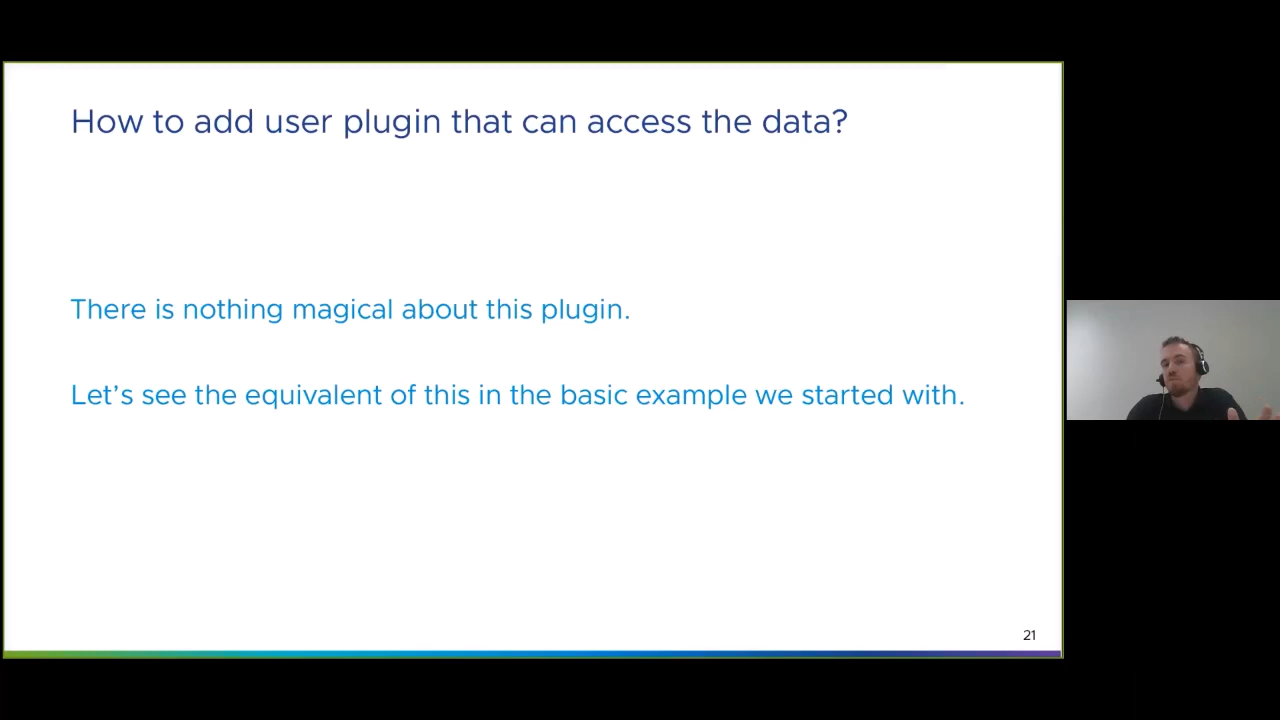 How to add user plugin that can access the data?
There is nothing magical about this plugin.
Let’s see the equivalent of this in the basic example we started with.
21